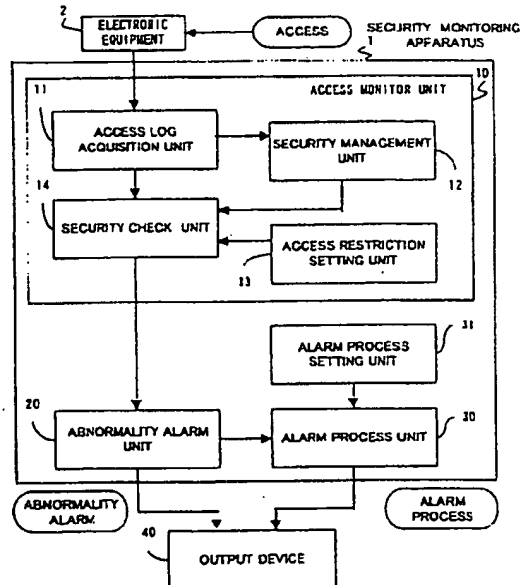 2
ELECTRONIC
EQUIPMENT
ACCESS
SECURITY MONITORING
APPARATUS
1
10
ACCESS MONITOR UNIT
11
ACCESS LOG
ACQUISITION UNIT
SECURITY MANAGEMENT
UNIT
12
14
SECURITY CHECK UNIT
ACCESS RESTRICTION
SETTING UNIT
13
31
ALARM PROCESS
SETTING UNIT
20
ABNORMALITY ALARM
UNIT
30
ALARM PROCESS UNIT
ABNORMALITY
ALARM
ALARM
PROCESS
40
OUTPUT DEVICE